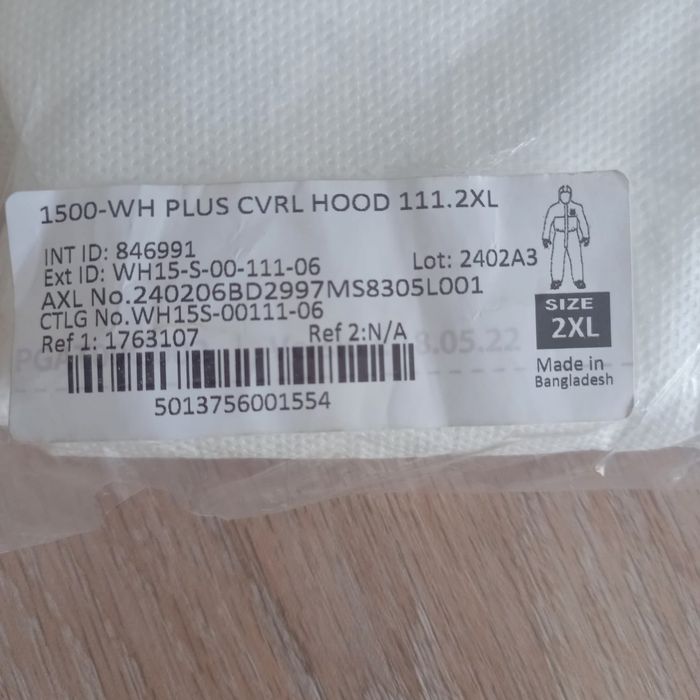 1500-WH PLUS CVRL HOOD 111.2XL
INT ID: 846991
Ext ID: WH15-S-00-111-06
Lot: 2402A3
AXL No.240206BD2997MS8305L001
CTLG No.WH15S-00111-06
Ref 1: 1763107
Ref 2:N/A
5013756001554
SIZE
2XL
Made in
Bangladesh